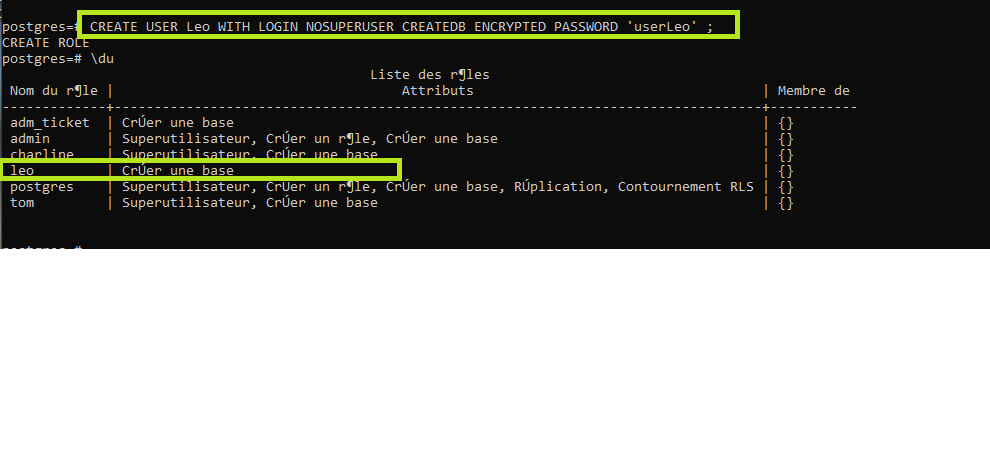 postgres=# CREATE USER Leo WITH LOGIN NOSUPERUSER CREATEDB ENCRYPTED PASSWORD 'userLeo' ;
CREATE ROLE
postgres=# \du
Liste des r¶les
Nom du r¶le | Attributs | Membre de
-------------+---------------------------------------------------------------------------------+-----------
adm_ticket | CrÚer une base | {}
admin | Superutilisateur, CrÚer un r¶le, CrÚer une base | {}
charline | Superutilisateur, CrÚer une base | {}
leo | CrÚer une base | {}
postgres | Superutilisateur, CrÚer un r¶le, CrÚer une base, RÚplication, Contournement RLS | {}
tom | Superutilisateur, CrÚer une base | {}
postgres=#